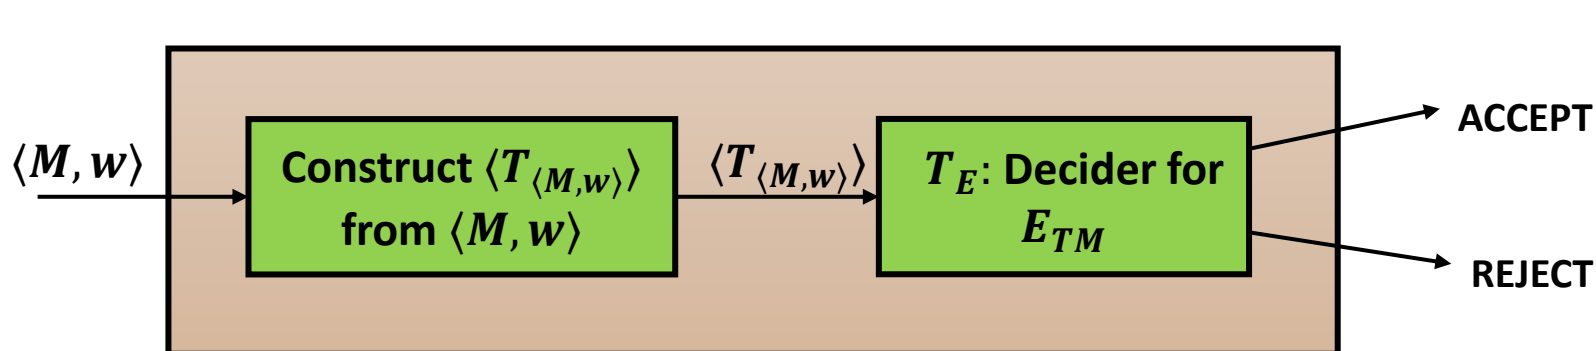 ⟨M, w⟩
Construct ⟨T⟨M,w⟩⟩
from ⟨M, w⟩
⟨T⟨M,w⟩⟩
T_E: Decider for
E_TM
ACCEPT
REJECT